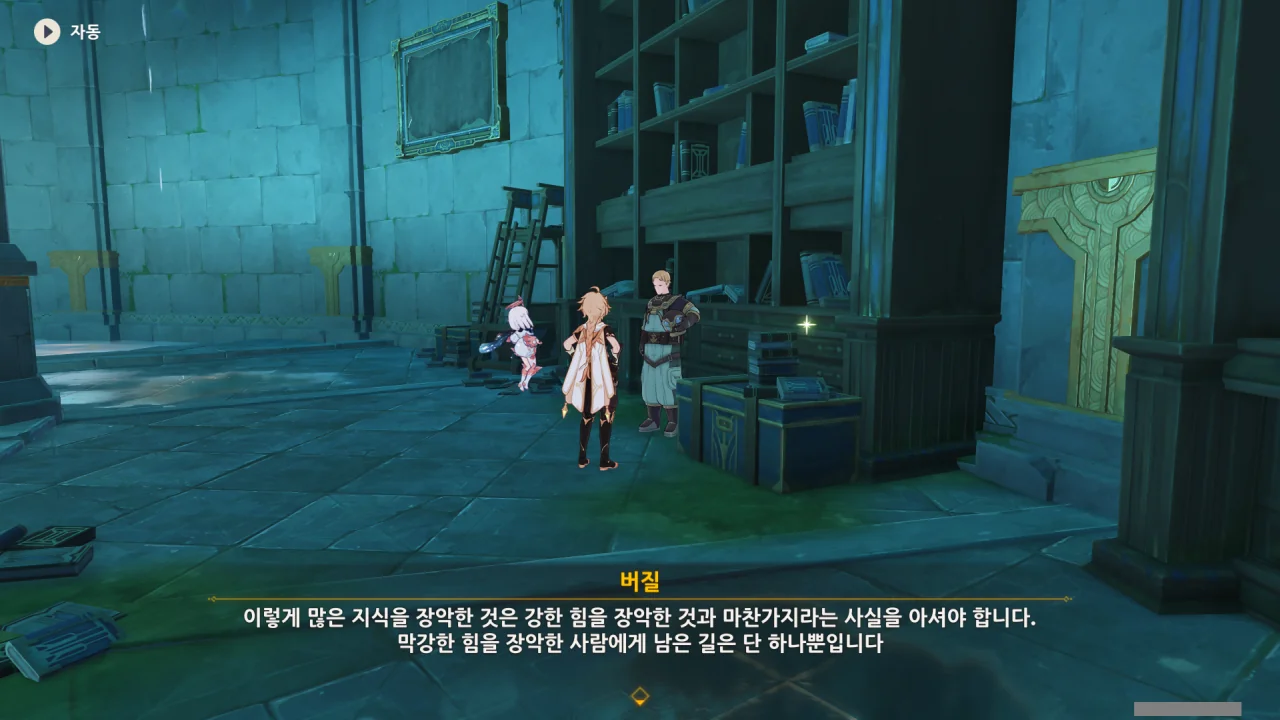 자동
버질
이렇게 많은 지식을 장악한 것은 강한 힘을 장악한 것과 마찬가지라는 사실을 아셔야 합니다.
막강한 힘을 장악한 사람에게 남은 길은 단 하나뿐입니다